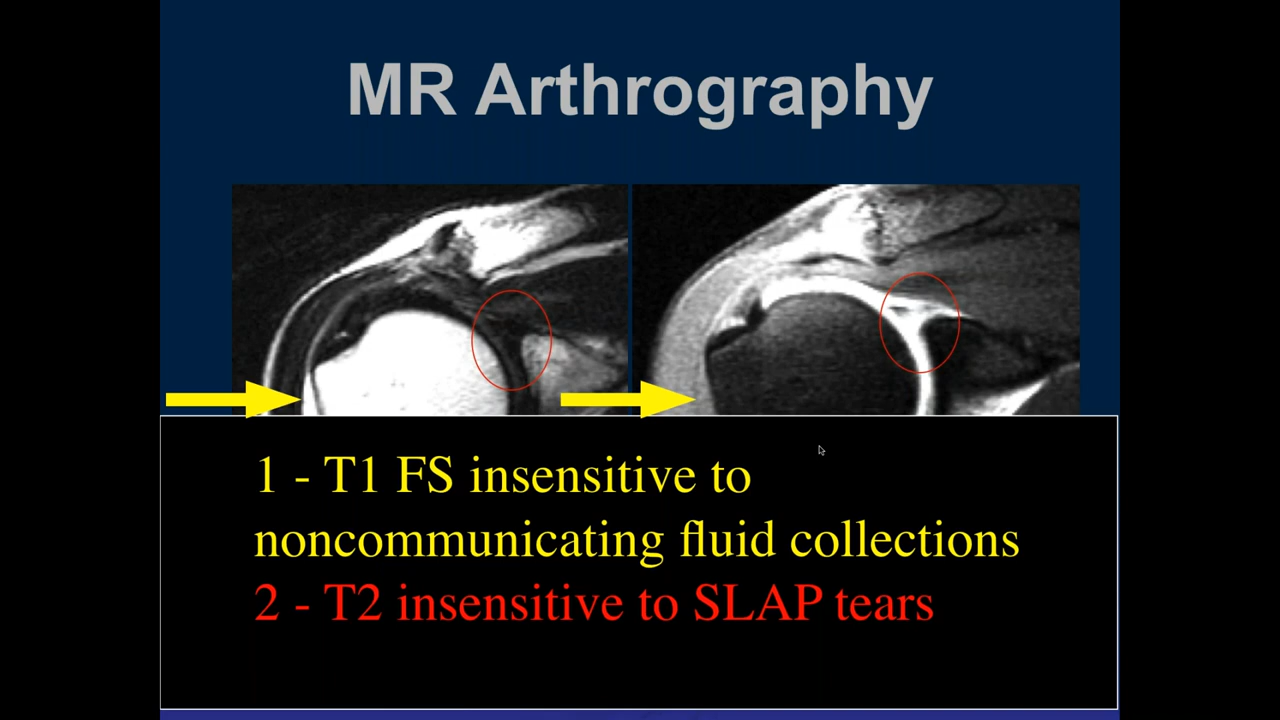 MR Arthrography
1 - T1 FS insensitive to
noncommunicating fluid collections
2 - T2 insensitive to SLAP tears